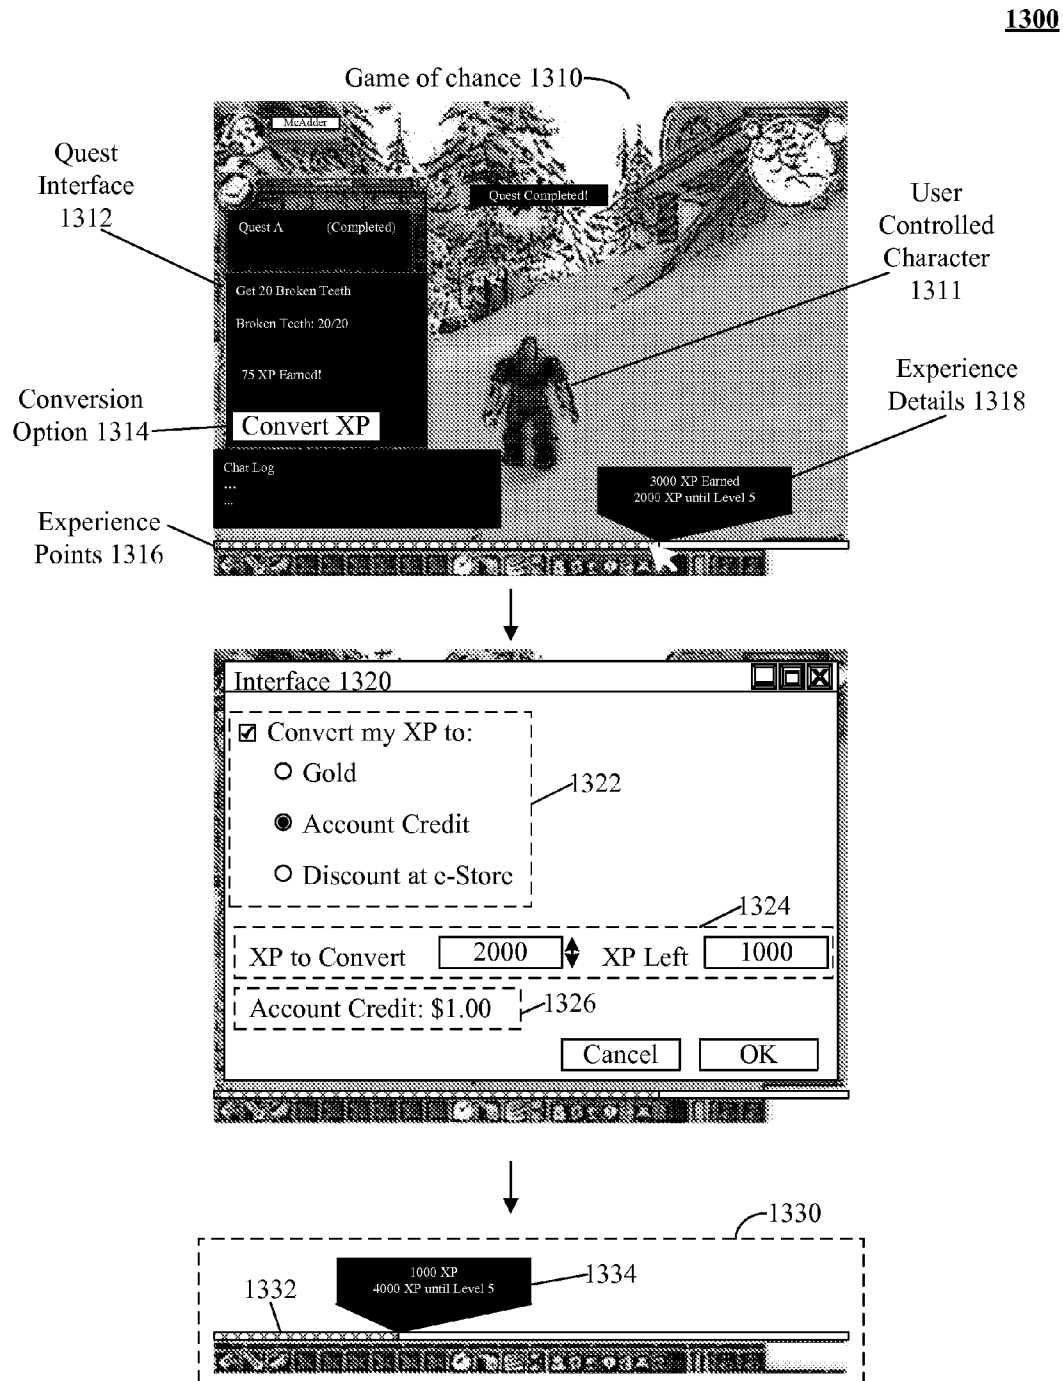 1300
Game of chance 1310
McAdder
Quest
Interface
1312
Quest Completed!
User
Controlled
Character
1311
Quest A (Completed)
Get 20 Broken Teeth
Broken Teeth: 20/20
75 XP Earned!
Conversion
Option 1314
Convert XP
Experience
Details 1318
Chat Log
...
...
3000 XP Earned
2000 XP until Level 5
Experience
Points 1316
Interface 1320
Convert my XP to:
Gold
1322
Account Credit
Discount at e-Store
1324
XP to Convert 2000 XP Left 1000
Account Credit: $1.00
1326
Cancel OK
1330
1000 XP
4000 XP until Level 5
1334
1332